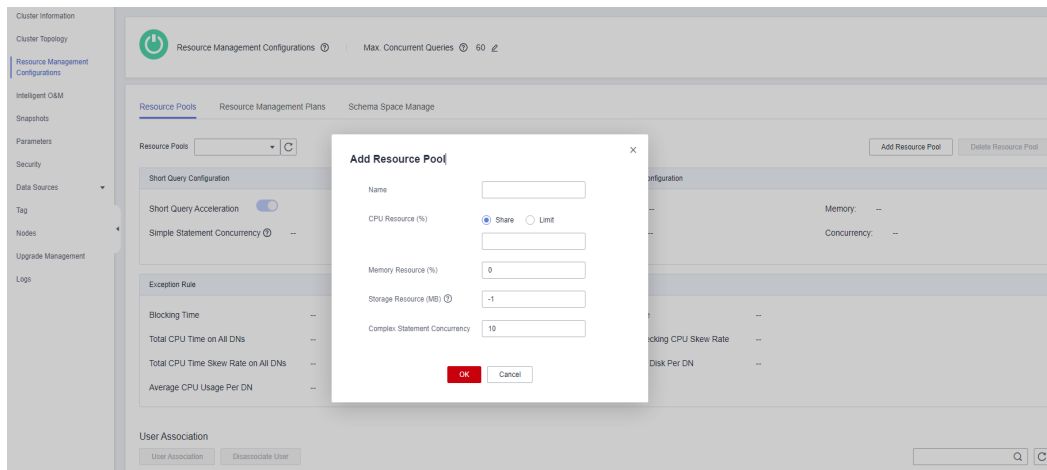 Cluster Information
Cluster Topology
Resource Management
Configurations
Intelligent O&M
Snapshots
Parameters
Security
Data Sources
Tag
Nodes
Upgrade Management
Logs
Resource Management Configurations Max. Concurrent Queries 60
Resource Pools Resource Management Plans Schema Space Manage
Resource Pools Add Resource Pool Delete Resource Pool
Short Query Configuration
Short Query Acceleration
Simple Statement Concurrency --
Memory: --
Concurrency: --
Exception Rule
Blocking Time --
Total CPU Time on All DNs --
Total CPU Time Skew Rate on All DNs --
Average CPU Usage Per DN --
CPU Skew Rate --
Disk Per DN --
Add Resource Pool
Name
CPU Resource (%) Share Limit
Memory Resource (%) 0
Storage Resource (MB) -1
Complex Statement Concurrency 10
OK Cancel
User Association
User Association Disassociate User